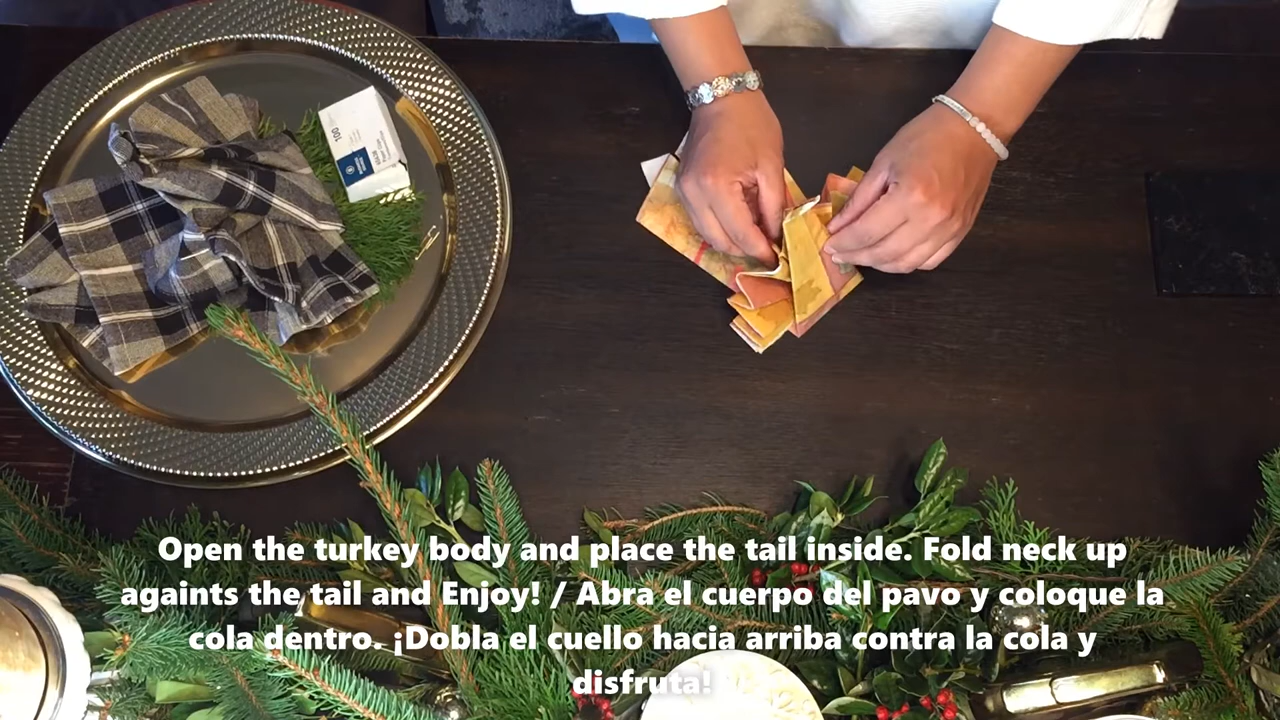 100
Open the turkey body and place the tail inside. Fold neck up
againts the tail and Enjoy! / Abra el cuerpo del pavo y coloque la
cola dentro. ¡Dobla el cuello hacia arriba contra la cola y
disfruta!